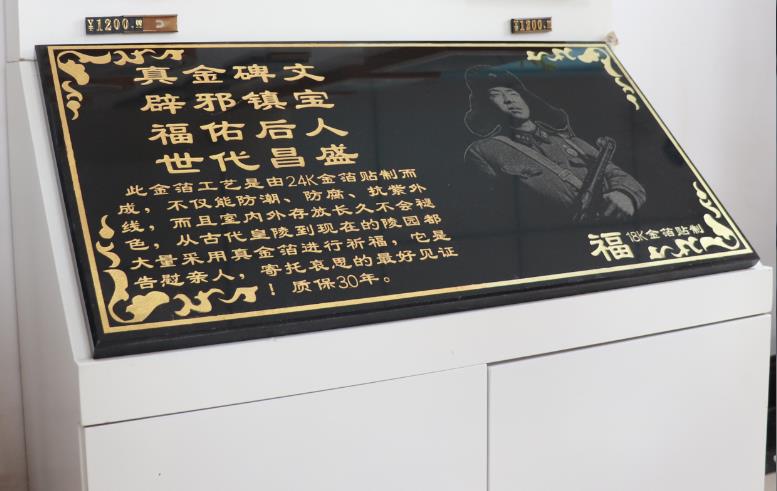 ¥1200.00
¥1200.00
真金碑文
辟邪镇宝
福佑后人
世代昌盛
此金箔工艺是由24K金箔贴制而
成，不仅能防潮、防腐、抗紫外
线，而且室内外存放长久不会褪
色，从古代皇陵到现在的陵园都
大量采用真金箔进行祈福，它是
告慰亲人，寄托哀思的最好见证
！质保30年。
福 18K金箔贴制